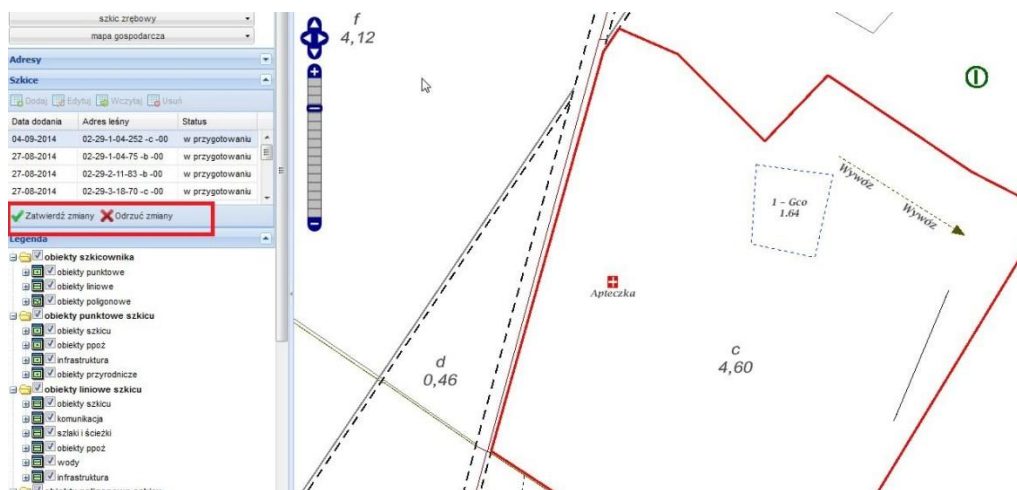 szkic zrębowy
mapa gospodarcza
Adresy
Szkice
Dodaj Edytuj Wczytaj Usuń
Data dodania Adres leśny Status
04-09-2014 02-29-1-04-252 -c -00 w przygotowaniu
27-08-2014 02-29-1-04-75 -b -00 w przygotowaniu
27-08-2014 02-29-2-11-83 -b -00 w przygotowaniu
27-08-2014 02-29-3-18-70 -c -00 w przygotowaniu
Zatwierdź zmiany Odrzuć zmiany
Legenda
obiekty szkicownika
obiekty punktowe
obiekty liniowe
obiekty poligonowe
obiekty punktowe szkicu
obiekty szkicu
obiekty ppoż
infrastruktura
obiekty przyrodnicze
obiekty liniowe szkicu
obiekty szkicu
komunikacja
szlaki i ścieżki
obiekty ppoż
wody
infrastruktura
obiekty poligonowe szkicu
f
4,12
Wywóz
Wywóz
1 - Gco
1.64
Apteczka
c
4,60
d
0,46